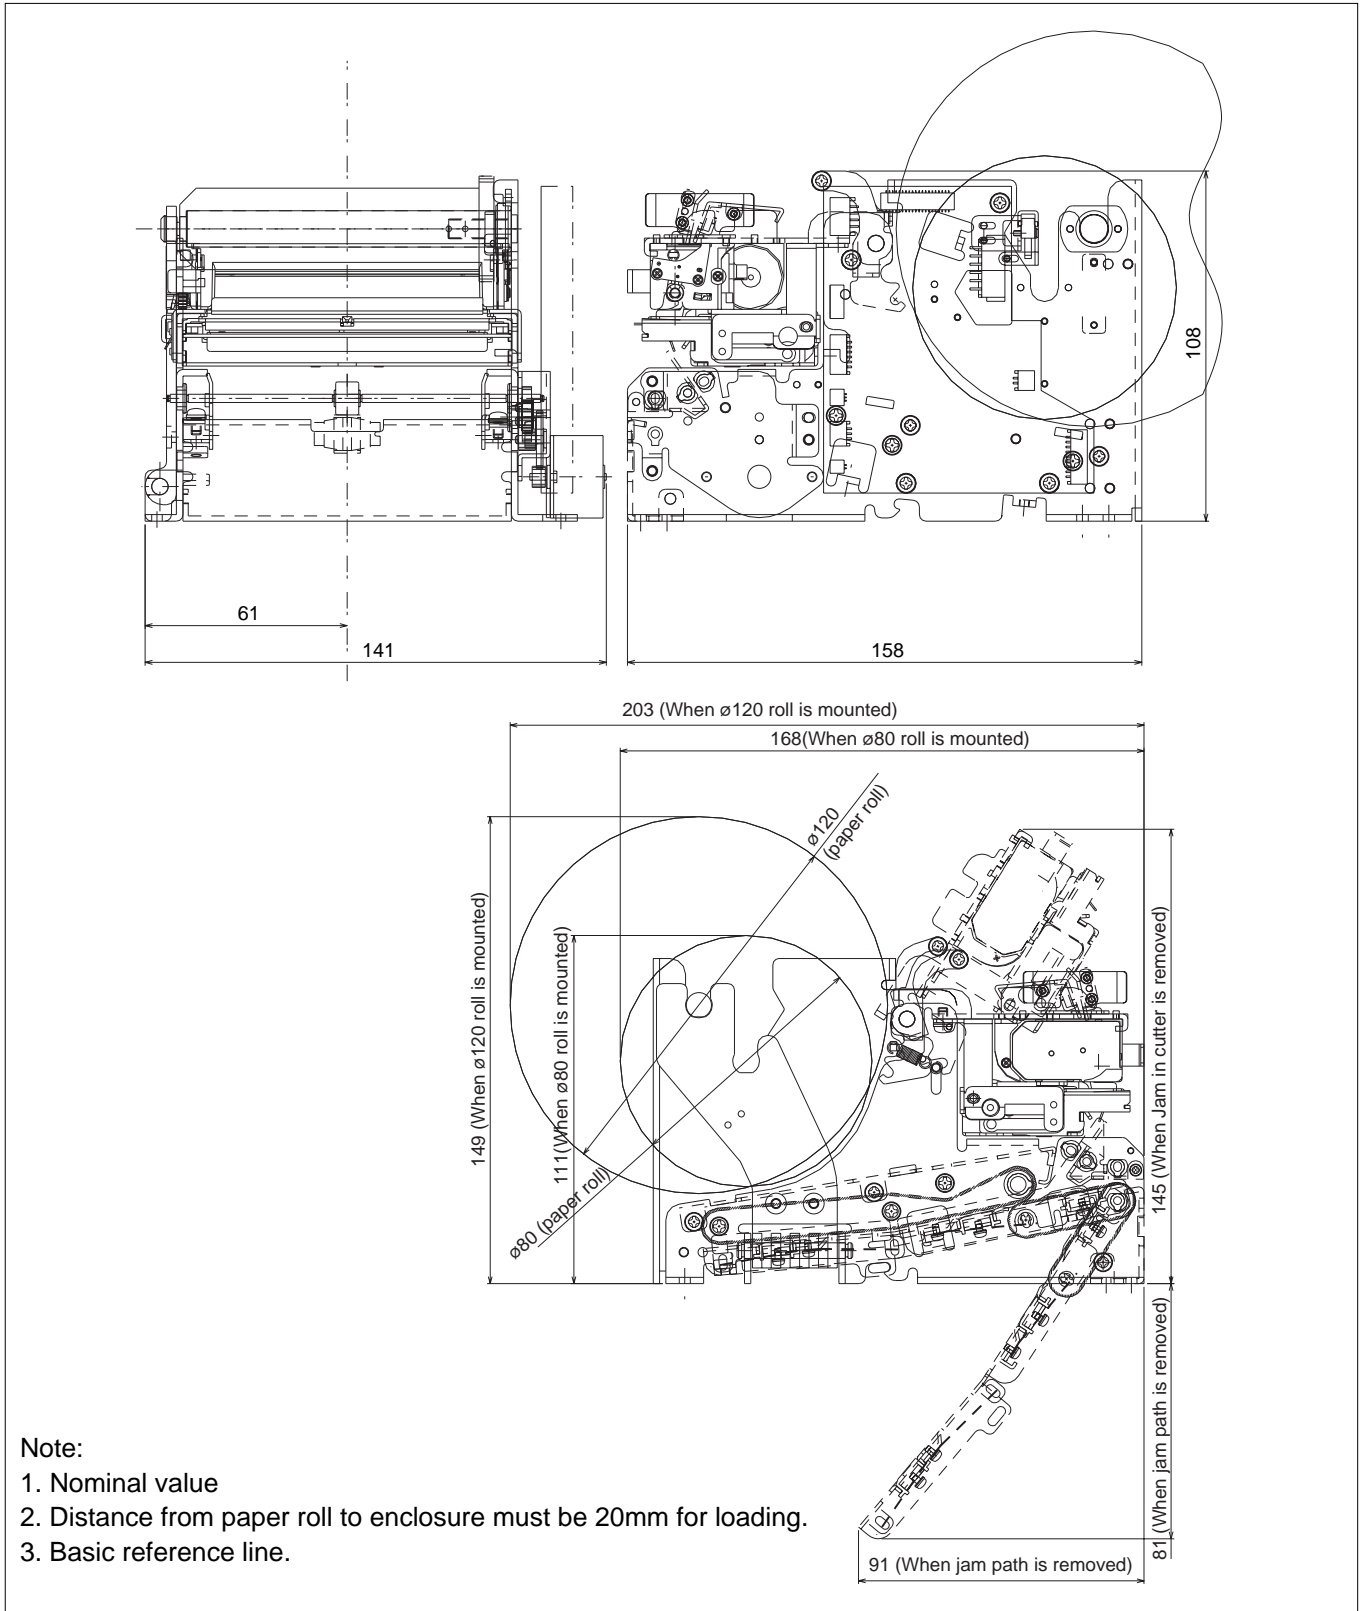 108
61
141
158
203 (When ø120 roll is mounted)
168(When ø80 roll is mounted)
ø120
(paper roll)
149 (When ø120 roll is mounted)
111(When ø80 roll is mounted)
ø80 (paper roll)
145 (When Jam in cutter is removed)
81 (When jam path is removed)
91 (When jam path is removed)
Note:
1. Nominal value
2. Distance from paper roll to enclosure must be 20mm for loading.
3. Basic reference line.